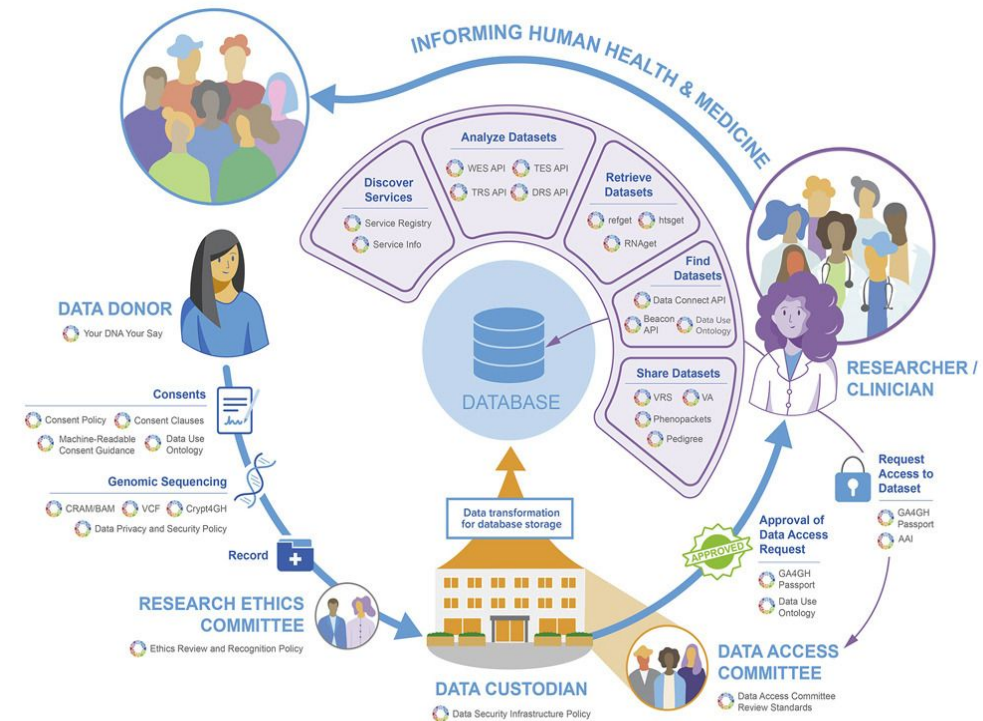 INFORMING HUMAN HEALTH & MEDICINE
Analyze Datasets
WES API
TES API
TRS API
DRS API
Discover
Services
Service Registry
Service Info
Retrieve
Datasets
refget
htsget
RNAget
Find
Datasets
Data Connect API
Beacon
API
Data Use
Ontology
Share Datasets
VRS
VA
Phenopackets
Pedigree
DATABASE
DATA DONOR
Your DNA Your Say
Consents
Consent Policy
Consent Clauses
Machine-Readable
Consent Guidance
Data Use
Ontology
Genomic Sequencing
CRAM/BAM
VCF
Crypt4GH
Data Privacy and Security Policy
Record
RESEARCH ETHICS
COMMITTEE
Ethics Review and Recognition Policy
Data transformation
for database storage
DATA CUSTODIAN
Data Security Infrastructure Policy
RESEARCHER /
CLINICIAN
Request
Access to
Dataset
GA4GH
Passport
AAI
APPROVED
Approval of
Data Access
Request
GA4GH
Passport
Data Use
Ontology
DATA ACCESS
COMMITTEE
Data Access Committee
Review Standards